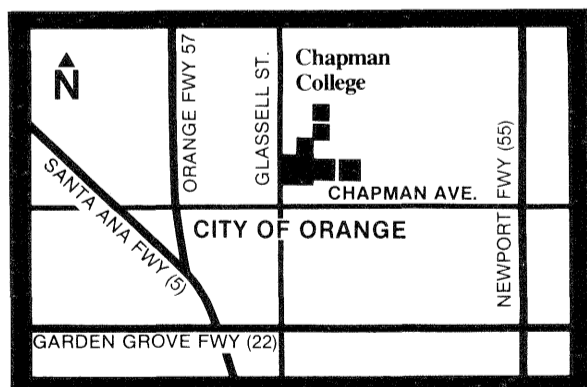 Chapman
College
N
ORANGE FWY 57
GLASSELL ST.
SANTA ANA FWY (5)
CHAPMAN AVE.
NEWPORT FWY (55)
CITY OF ORANGE
GARDEN GROVE FWY (22)